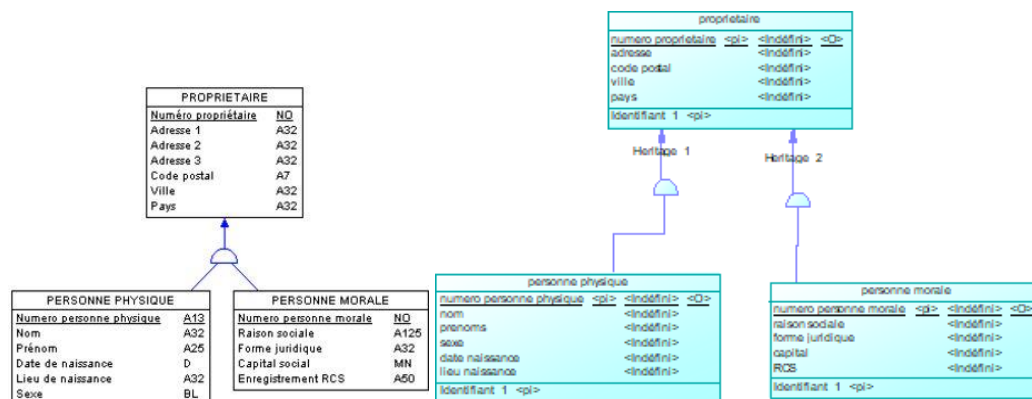 PROPRIETAIRE
Numéro propriétaire NO
Adresse 1 A32
Adresse 2 A32
Adresse 3 A32
Code postal A7
Ville A32
Pays A32
PERSONNE PHYSIQUE
Numero personne physique A13
Nom A32
Prénom A25
Date de naissance D
Lieu de naissance A32
Sexe BL
PERSONNE MORALE
Numero personne morale NO
Raison sociale A125
Forme juridique A32
Capital social MN
Enregistrement RCS A50
proprietaire
numero proprietaire <pi> <Indéfini> <O>
adresse <Indéfini>
code postal <Indéfini>
ville <Indéfini>
pays <Indéfini>
Identifiant 1 <pi>
Heritage 1
Heritage 2
personne physique
numero personne physique <pi> <Indéfini> <O>
nom <Indéfini>
prenoms <Indéfini>
sexe <Indéfini>
date naissance <Indéfini>
lieu naissance <Indéfini>
Identifiant 1 <pi>
personne morale
numero personne morale <pi> <Indéfini> <O>
raison sociale <Indéfini>
forme juridique <Indéfini>
capital <Indéfini>
RCS <Indéfini>
Identifiant 1 <pi>